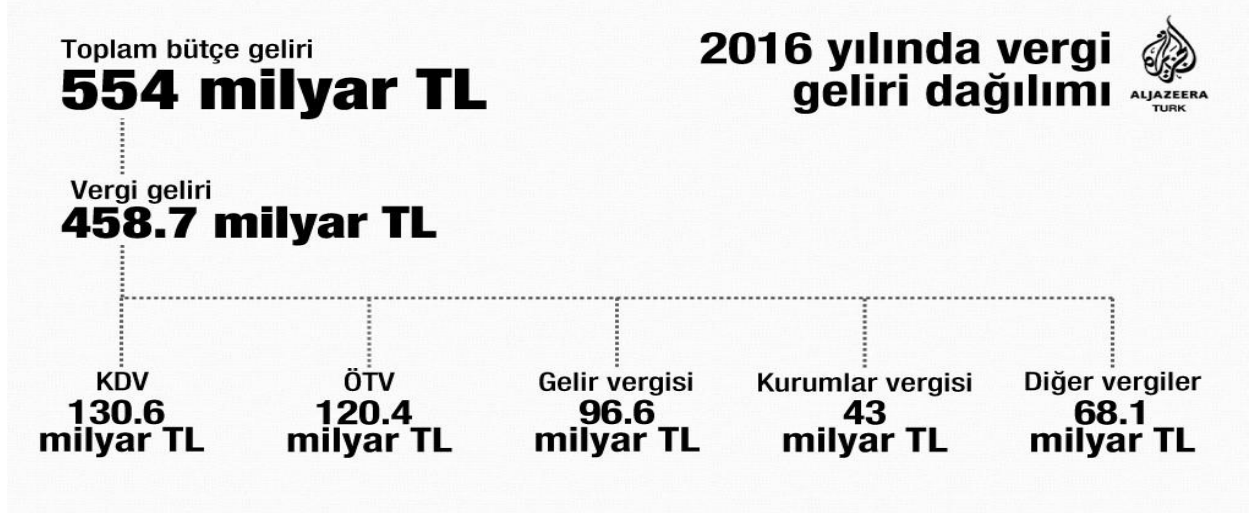 Toplam bütçe geliri
554 milyar TL
2016 yılında vergi
geliri dağılımı
ALJAZEERA
TURK
Vergi geliri
458.7 milyar TL
KDV
130.6
milyar TL
ÖTV
120.4
milyar TL
Gelir vergisi
96.6
milyar TL
Kurumlar vergisi
43
milyar TL
Diğer vergiler
68.1
milyar TL